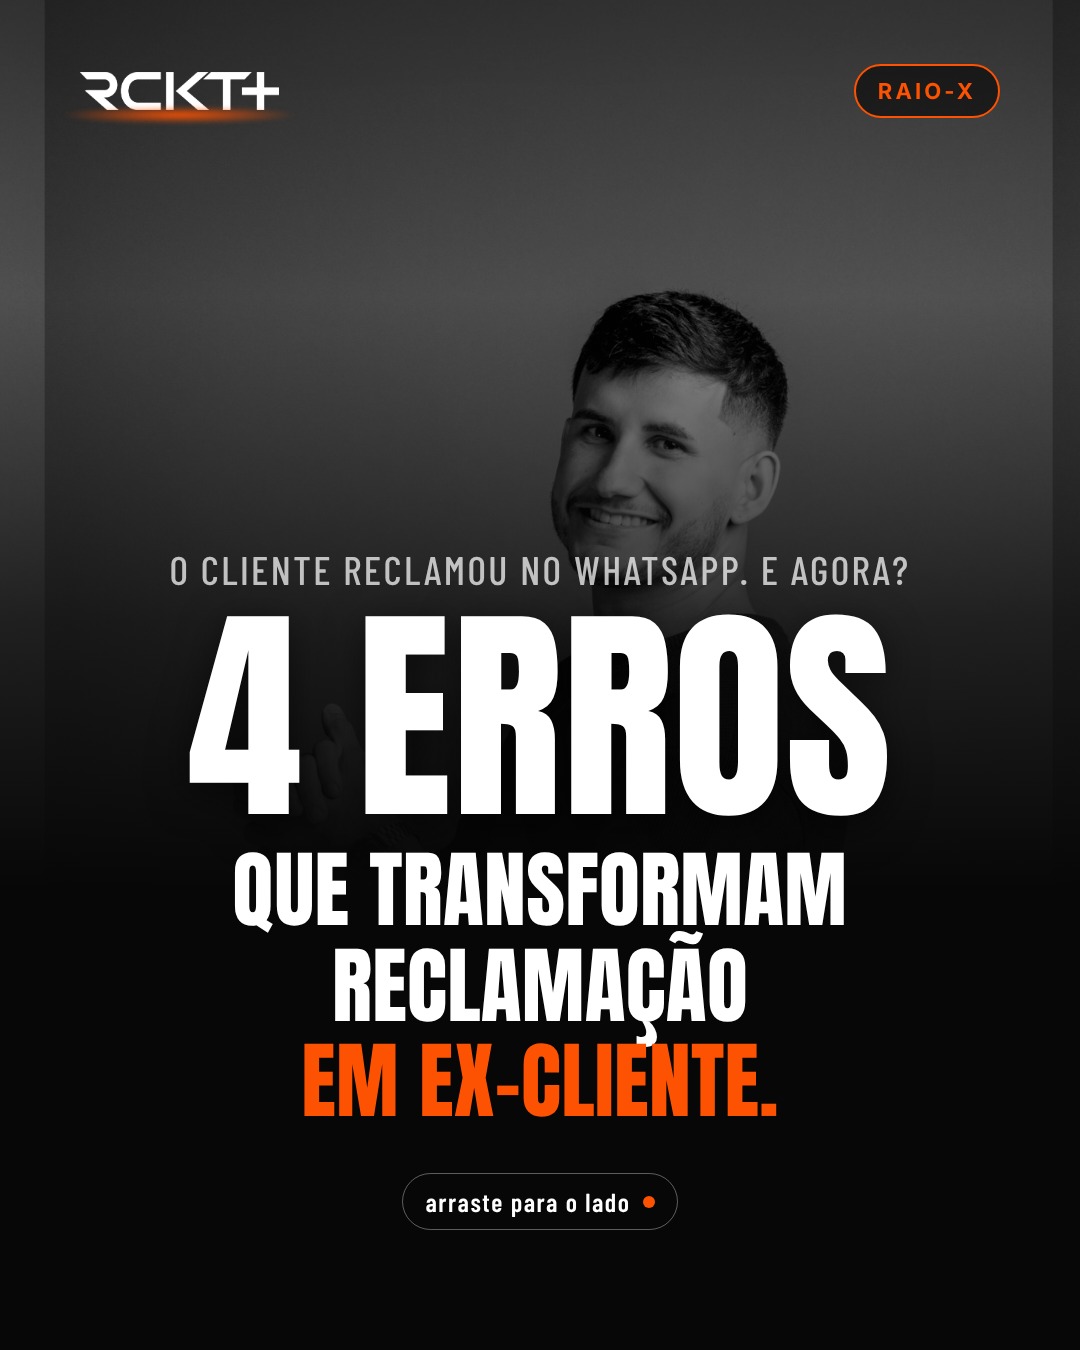 RCKT+
RAIO-X
O CLIENTE RECLAMOU NO WHATSAPP. E AGORA?
4 ERROS
QUE TRANSFORMAM
RECLAMAÇÃO
EM EX-CLIENTE.
arraste para o lado